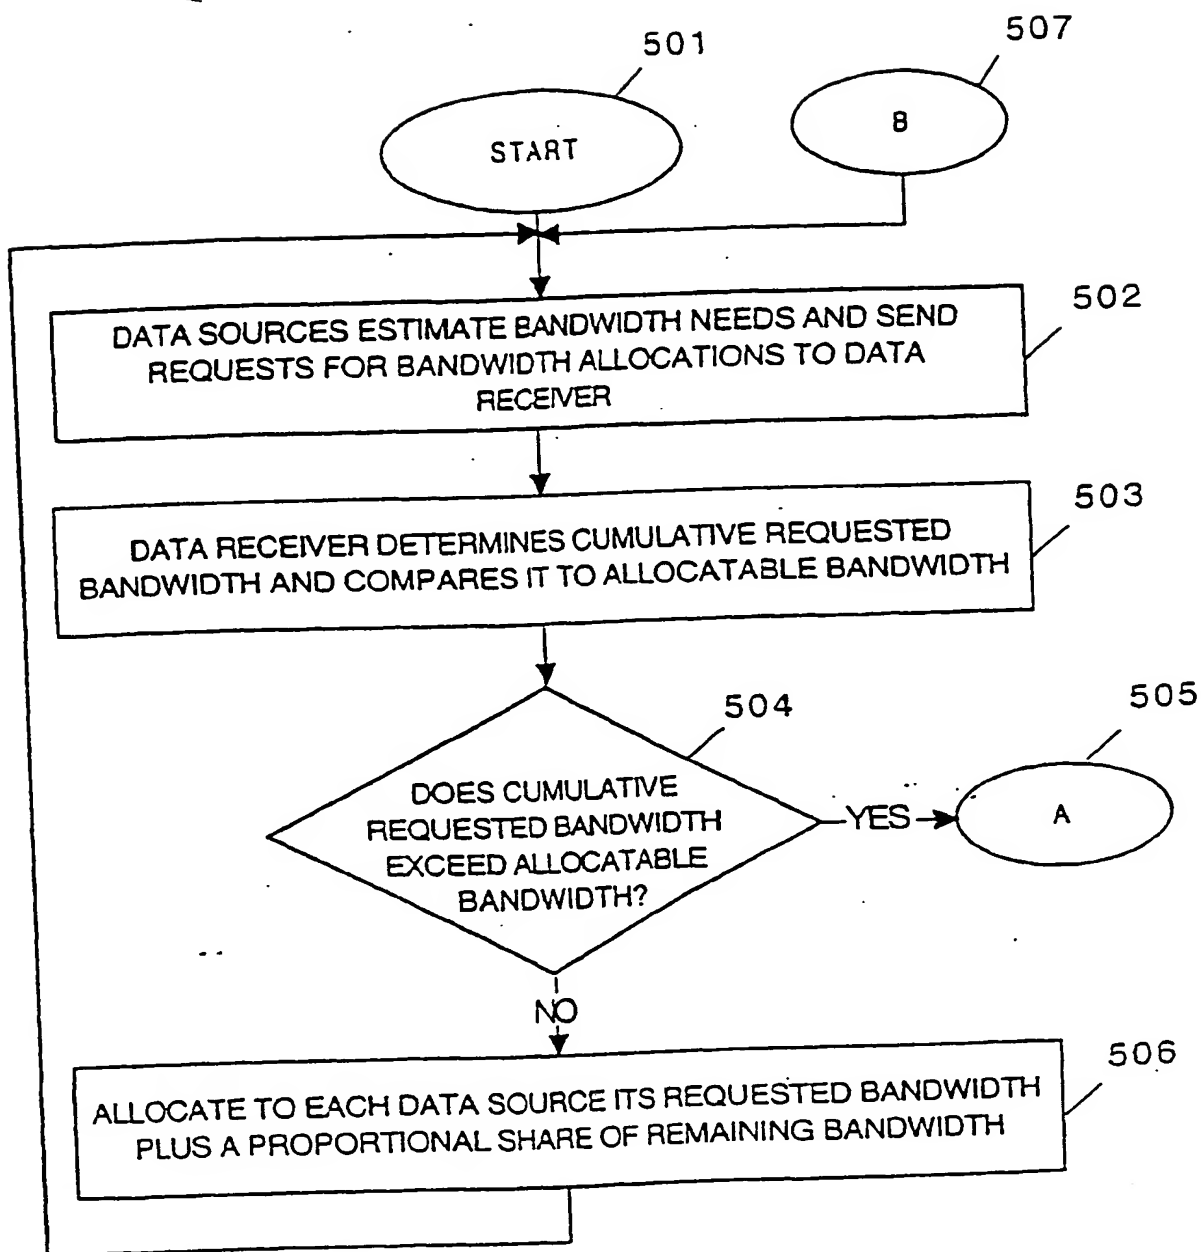 501
507
START
B
502
DATA SOURCES ESTIMATE BANDWIDTH NEEDS AND SEND
REQUESTS FOR BANDWIDTH ALLOCATIONS TO DATA
RECEIVER
503
DATA RECEIVER DETERMINES CUMULATIVE REQUESTED
BANDWIDTH AND COMPARES IT TO ALLOCATABLE BANDWIDTH
504
505
DOES CUMULATIVE
REQUESTED BANDWIDTH
EXCEED ALLOCATABLE
BANDWIDTH?
YES
A
NO
506
ALLOCATE TO EACH DATA SOURCE ITS REQUESTED BANDWIDTH
PLUS A PROPORTIONAL SHARE OF REMAINING BANDWIDTH